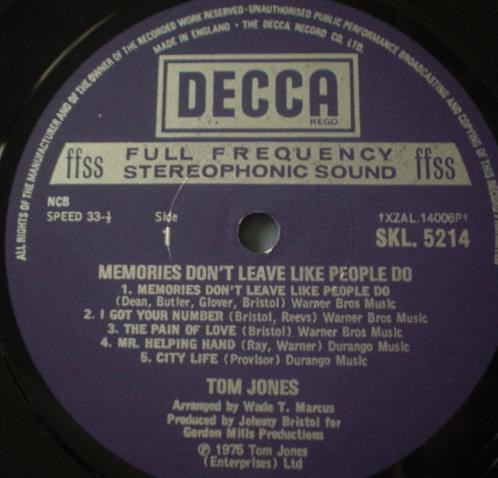 ALL RIGHTS OF THE MANUFACTURER AND OF THE OWNER OF THE RECORDED WORK RESERVED · UNAUTHORISED PUBLIC PERFORMANCE BROADCASTING AND COPYING OF THIS
MADE IN ENGLAND · THE DECCA RECORD CO. LTD.
DECCA
REGD
ffss FULL FREQUENCY ffss
STEREOPHONIC SOUND
NCB
SPEED 33-⅓ Side †XZAL.14006P†
1 SKL. 5214
MEMORIES DON'T LEAVE LIKE PEOPLE DO
1. MEMORIES DON'T LEAVE LIKE PEOPLE DO
(Dean, Butler, Glover, Bristol) Warner Bros Music
2. I GOT YOUR NUMBER (Bristol, Reevs) Warner Bros Music
3. THE PAIN OF LOVE (Bristol) Warner Bros Music
4. MR. HELPING HAND (Ray, Warner) Durango Music
5. CITY LIFE (Provisor) Durango Music
TOM JONES
Arranged by Wade T. Marcus
Produced by Johnny Bristol for
Gordon Mills Productions
℗ 1975 Tom Jones
(Enterprises) Ltd